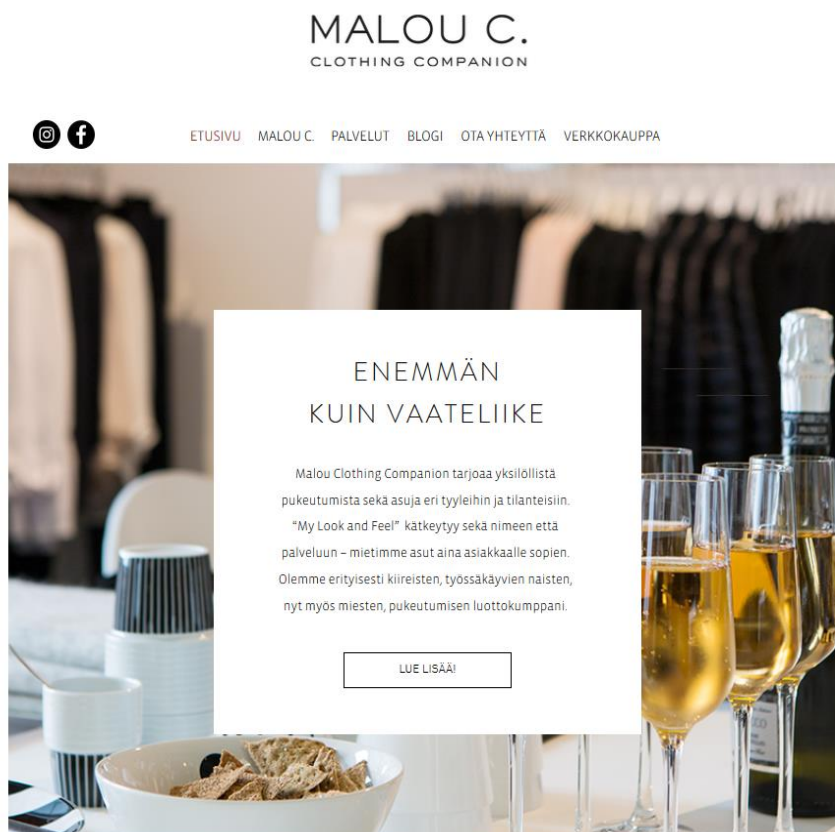 MALOU C.
CLOTHING COMPANION
ETUSIVU MALOU C. PALVELUT BLOGI OTA YHTEYTTÄ VERKKOKAUPPA
ENEMMÄN
KUIN VAATELIIKE
Malou Clothing Companion tarjoaa yksilöllistä
pukeutumista sekä asuja eri tyyleihin ja tilanteisiin.
“My Look and Feel” kätkeytyy sekä nimeen että
palveluun – mietimme asut aina asiakkaalle sopien.
Olemme erityisesti kiireisten, työssäkäyvien naisten,
nyt myös miesten, pukeutumisen luottokumppani.
LUE LISÄÄ!